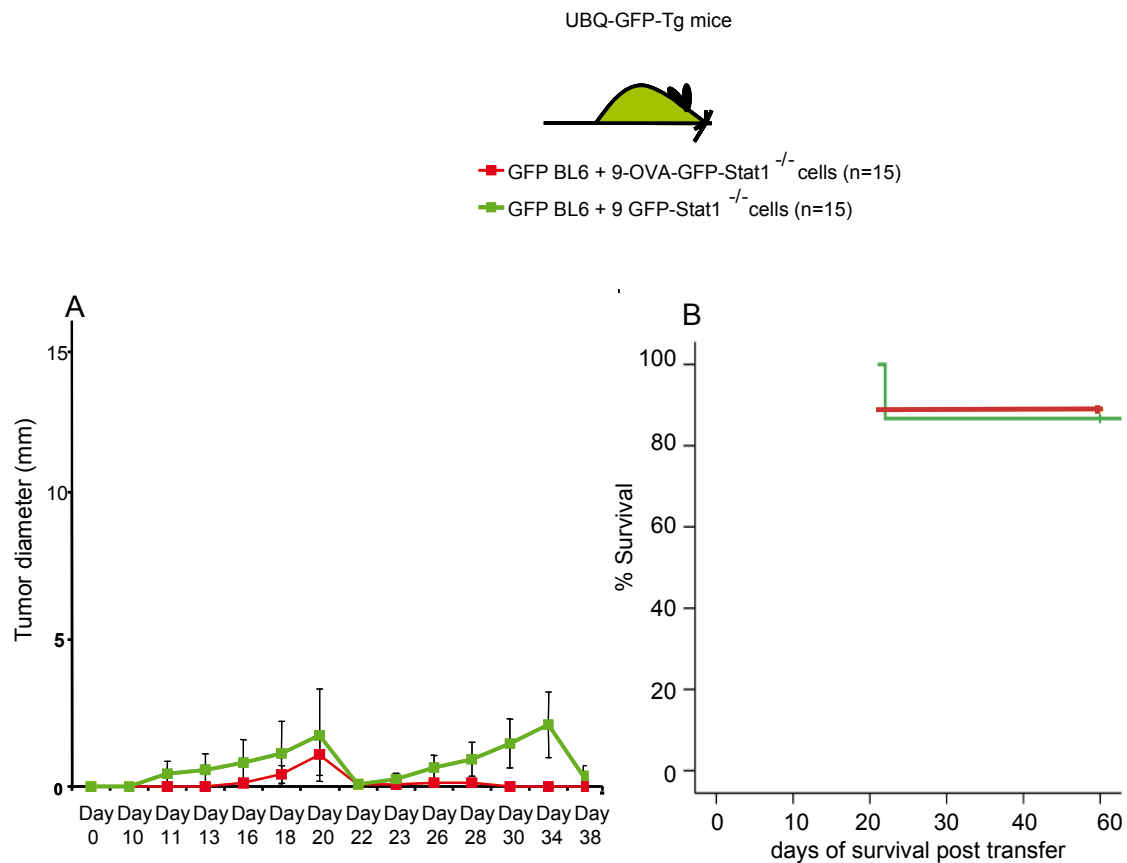 UBQ-GFP-Tg mice
GFP BL6 + 9-OVA-GFP-Stat1 -/- cells (n=15)
GFP BL6 + 9 GFP-Stat1 -/- cells (n=15)
A
Tumor diameter (mm)
15
10
5
0
Day Day Day Day Day Day Day Day Day Day Day Day Day Day
0 10 11 13 16 18 20 22 23 26 28 30 34 38
B
% Survival
100
80
60
40
20
0
0 10 20 30 40 60
days of survival post transfer